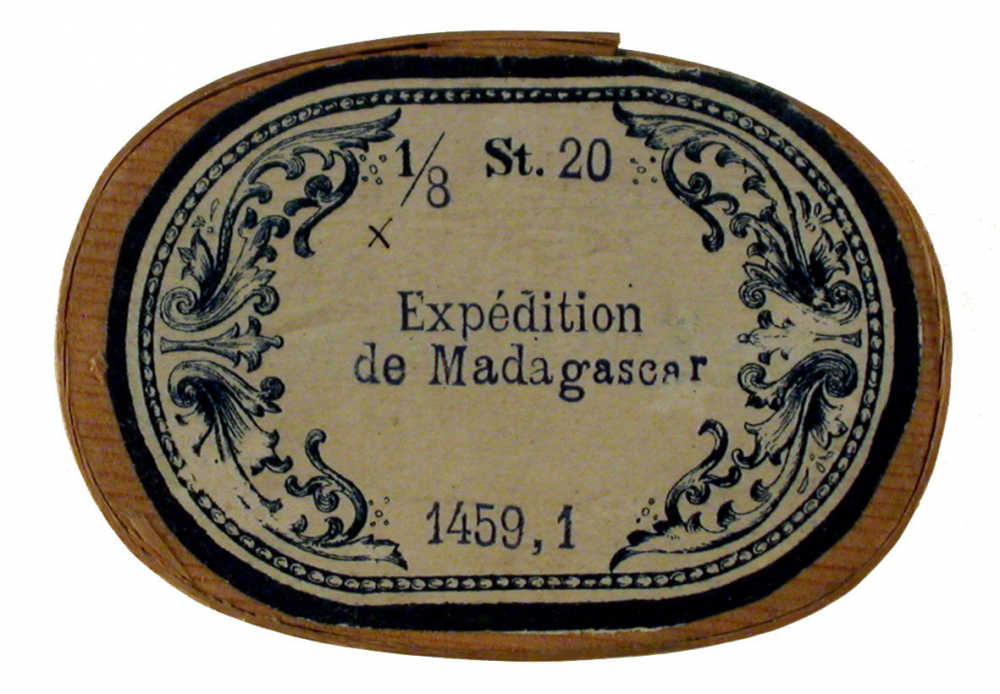 1/8 St. 20
x
Expédition
de Madagascar
1459,1